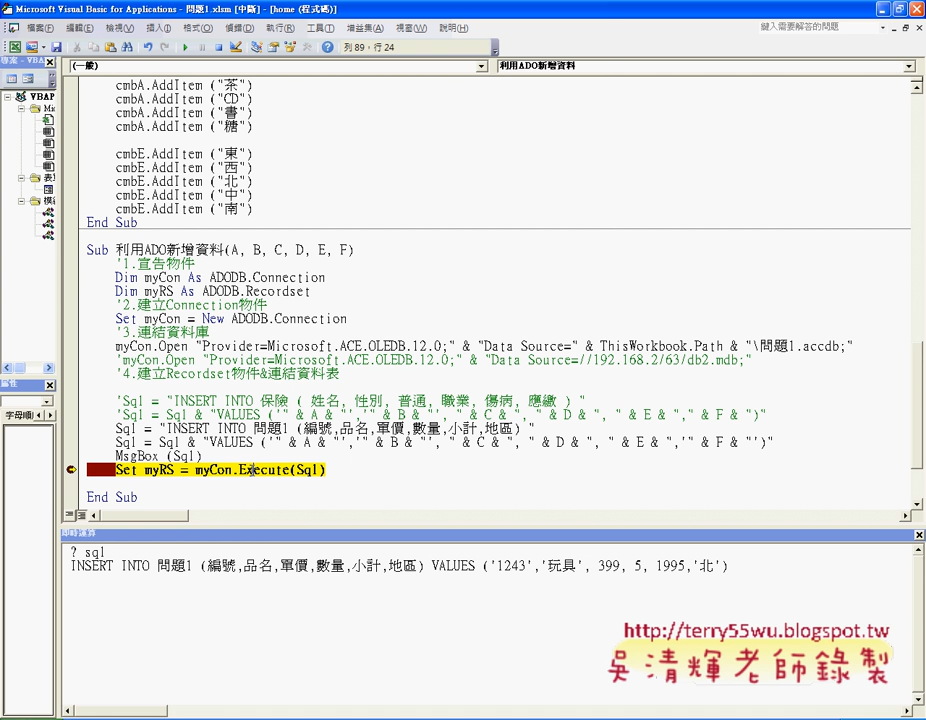 Microsoft Visual Basic for Applications - 問題1.xlsm [中斷] - [home (程式碼)]
檔案(F) 編輯(E) 檢視(V) 插入(I) 格式(O) 偵錯(D) 執行(R) 工具(T) 增益集(A) 視窗(W) 說明(H)
鍵入需要解答的問題
列 89，行 24
專案 - VBA
(一般)
利用ADO新增資料
VBAP
字母順
cmbA.AddItem ("茶")
cmbA.AddItem ("CD")
cmbA.AddItem ("書")
cmbA.AddItem ("糖")
cmbE.AddItem ("東")
cmbE.AddItem ("西")
cmbE.AddItem ("北")
cmbE.AddItem ("中")
cmbE.AddItem ("南")
End Sub
Sub 利用ADO新增資料(A, B, C, D, E, F)
'1.宣告物件
Dim myCon As ADODB.Connection
Dim myRS As ADODB.Recordset
'2.建立Connection物件
Set myCon = New ADODB.Connection
'3.連結資料庫
myCon.Open "Provider=Microsoft.ACE.OLEDB.12.0;" & "Data Source=" & ThisWorkbook.Path & "\問題1.accdb;"
'myCon.Open "Provider=Microsoft.ACE.OLEDB.12.0;" & "Data Source=//192.168.2/63/db2.mdb;"
'4.建立Recordset物件&連結資料表
'Sql = "INSERT INTO 保險 ( 姓名, 性別, 普通, 職業, 傷病, 應繳 ) "
'Sql = Sql & "VALUES ('" & A & "','" & B & "', " & C & ", " & D & ", " & E & "," & F & ")"
Sql = "INSERT INTO 問題1 (編號,品名,單價,數量,小計,地區) "
Sql = Sql & "VALUES ('" & A & "','" & B & "', " & C & ", " & D & ", " & E & ",'" & F & "')"
MsgBox (Sql)
Set myRS = myCon.Execute(Sql)
End Sub
即時運算
? sql
INSERT INTO 問題1 (編號,品名,單價,數量,小計,地區) VALUES ('1243','玩具', 399, 5, 1995,'北')
http://terry55wu.blogspot.tw
吳清輝老師錄製